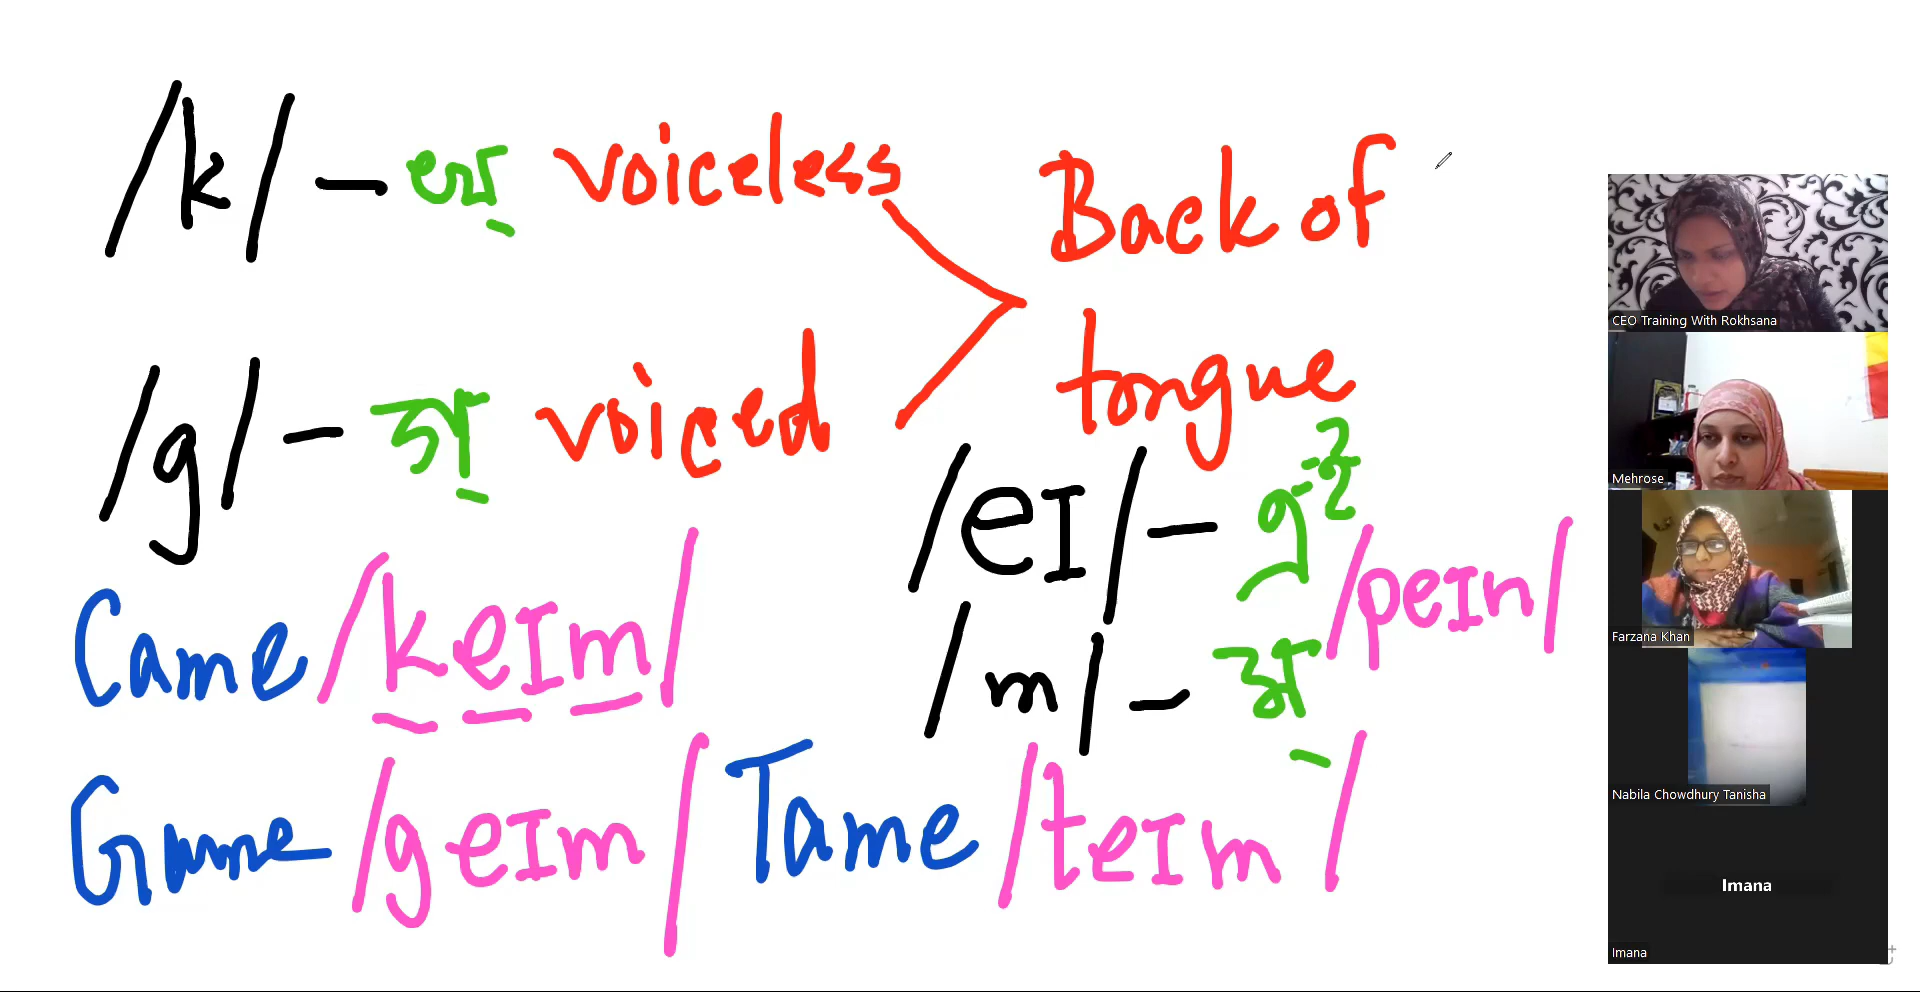 /k/ – ক্ voiceless
Back of
tongue
/g/ – গ্ voiced
/eɪ/ – এই
/peɪn/
/m/ – ম্
Came /keɪm/
Game /geɪm/
Tame /teɪm/
CEO Training With Rokhsana
Mehrose
Farzana Khan
Nabila Chowdhury Tanisha
Imana
Imana